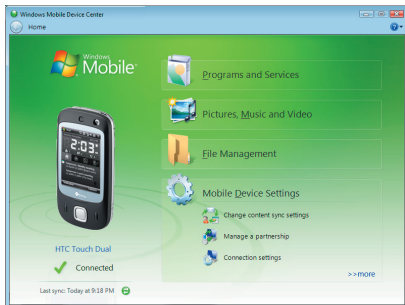 Windows Mobile Device Center
Home
Windows
Mobile
Programs and Services
Pictures, Music and Video
File Management
Mobile Device Settings
Change content sync settings
Manage a partnership
Connection settings
>>more
2:03
HTC Touch Dual
Connected
Last sync: Today at 9:18 PM